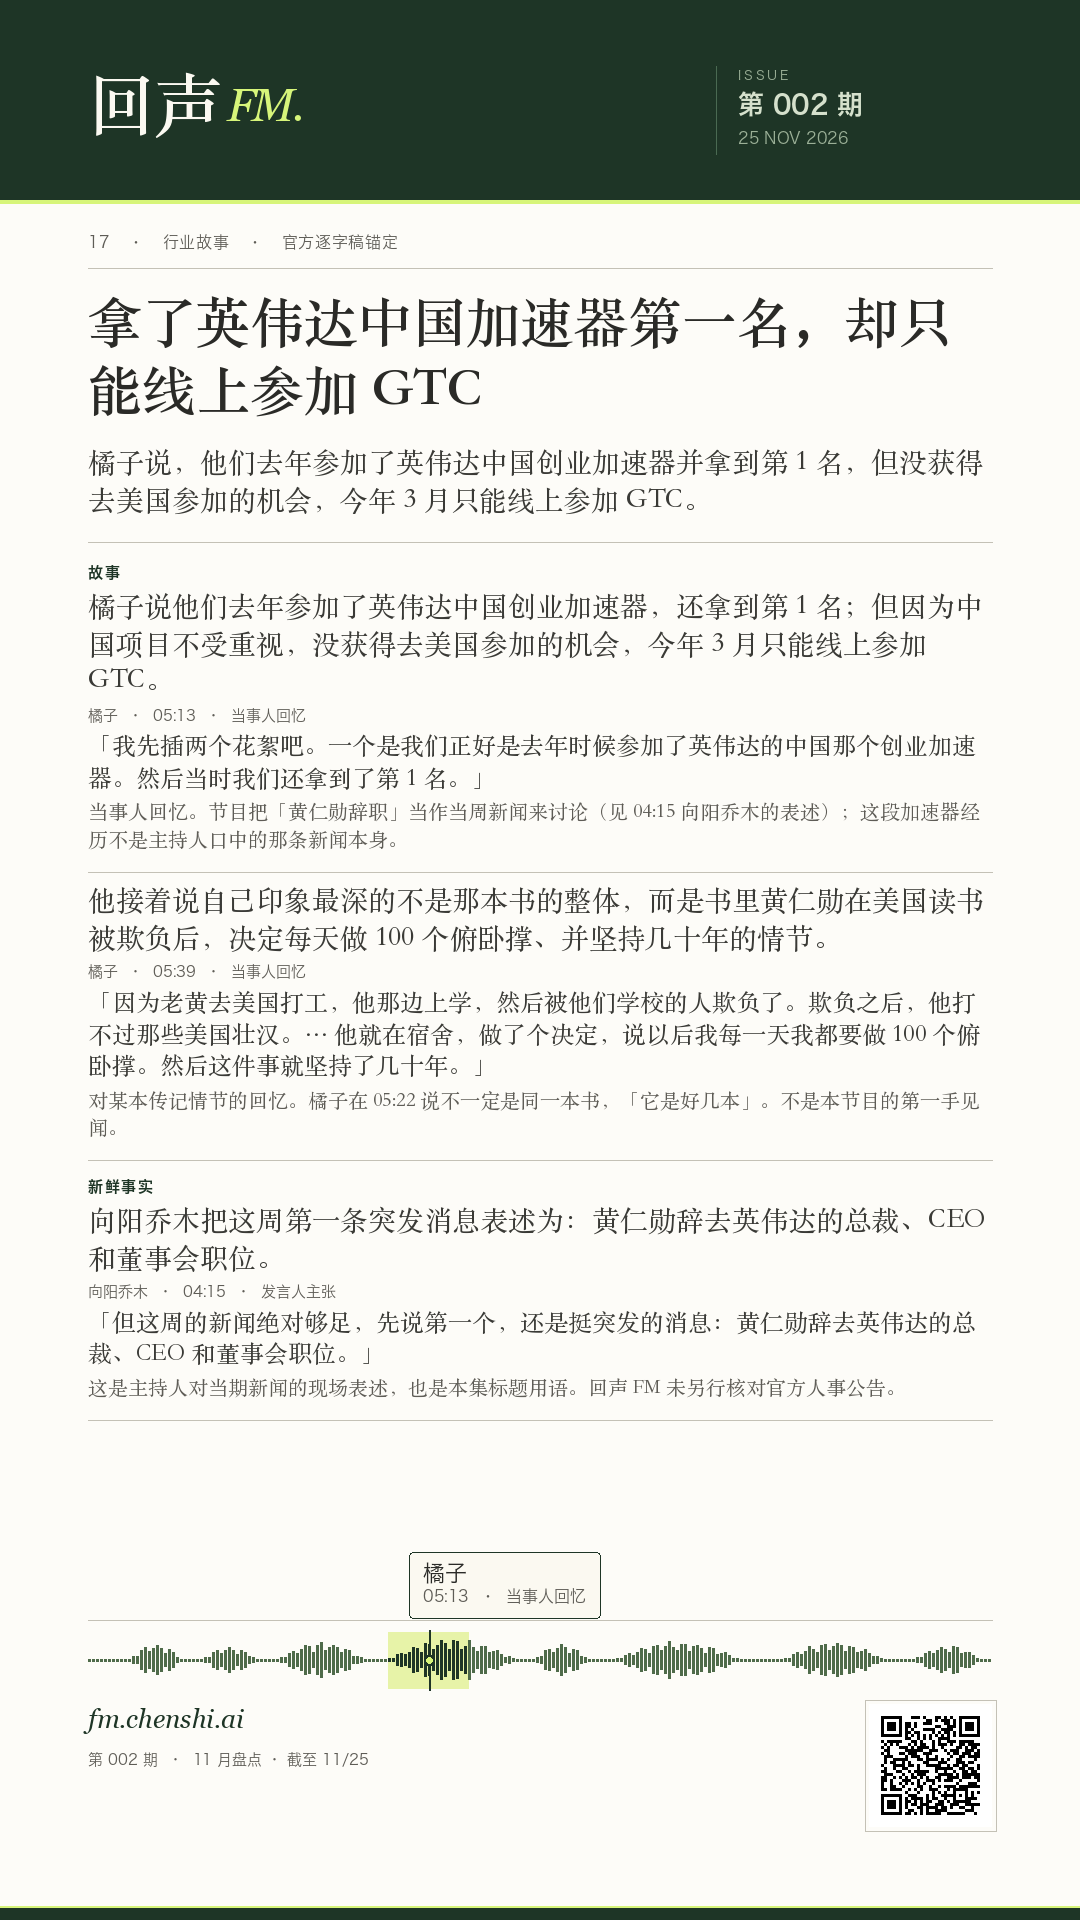 回声 FM.
ISSUE
第 002 期
25 NOV 2026
17 · 行业故事 · 官方逐字稿锚定
拿了英伟达中国加速器第一名，却只
能线上参加 GTC
橘子说，他们去年参加了英伟达中国创业加速器并拿到第 1 名，但没获得
去美国参加的机会，今年 3 月只能线上参加 GTC。
故事
橘子说他们去年参加了英伟达中国创业加速器，还拿到第 1 名；但因为中
国项目不受重视，没获得去美国参加的机会，今年 3 月只能线上参加
GTC。
橘子 · 05:13 · 当事人回忆
「我先插两个花絮吧。一个是我们正好是去年时候参加了英伟达的中国那个创业加速
器。然后当时我们还拿到了第 1 名。」
当事人回忆。节目把「黄仁勋辞职」当作当周新闻来讨论（见 04:15 向阳乔木的表述）；这段加速器经
历不是主持人口中的那条新闻本身。
他接着说自己印象最深的不是那本书的整体，而是书里黄仁勋在美国读书
被欺负后，决定每天做 100 个俯卧撑、并坚持几十年的情节。
橘子 · 05:39 · 当事人回忆
「因为老黄去美国打工，他那边上学，然后被他们学校的人欺负了。欺负之后，他打
不过那些美国壮汉。… 他就在宿舍，做了个决定，说以后我每一天我都要做 100 个俯
卧撑。然后这件事就坚持了几十年。」
对某本传记情节的回忆。橘子在 05:22 说不一定是同一本书，「它是好几本」。不是本节目的第一手见
闻。
新鲜事实
向阳乔木把这周第一条突发消息表述为：黄仁勋辞去英伟达的总裁、CEO
和董事会职位。
向阳乔木 · 04:15 · 发言人主张
「但这周的新闻绝对够足，先说第一个，还是挺突发的消息：黄仁勋辞去英伟达的总
裁、CEO 和董事会职位。」
这是主持人对当期新闻的现场表述，也是本集标题用语。回声 FM 未另行核对官方人事公告。
橘子
05:13 · 当事人回忆
fm.chenshi.ai
第 002 期 · 11 月盘点 · 截至 11/25